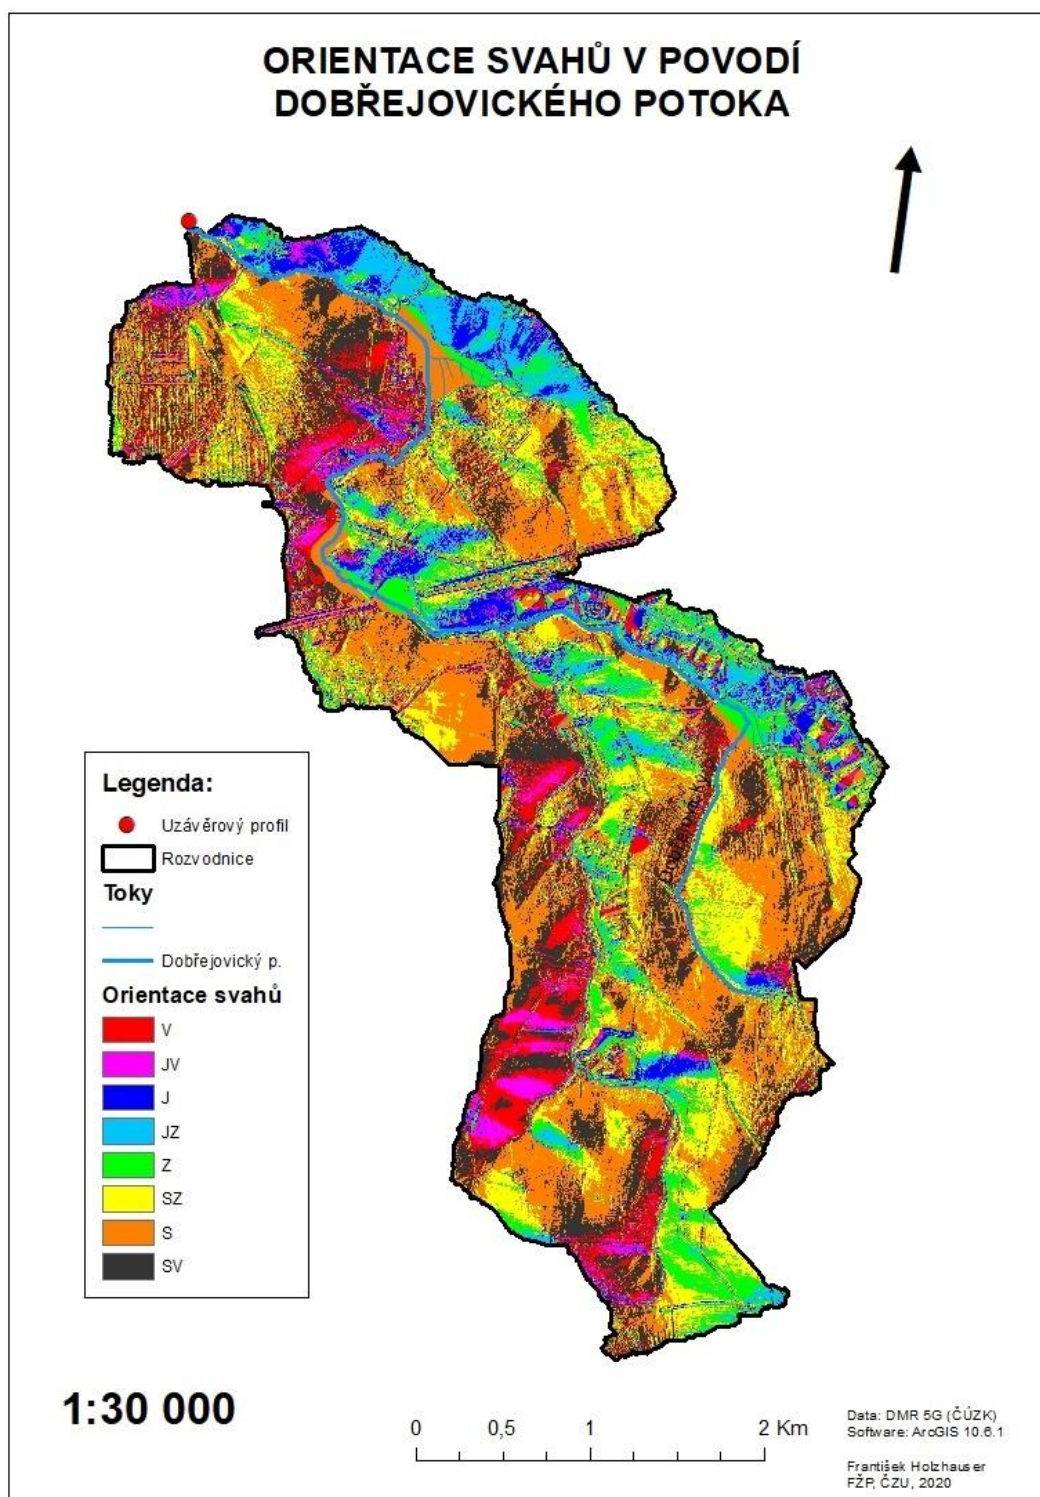 ORIENTACE SVAHŮ V POVODÍ
DOBŘEJOVICKÉHO POTOKA
Legenda:
Uzávěrový profil
Rozvodnice
Toky
Dobřejovický p.
Orientace svahů
V
JV
J
JZ
Z
SZ
S
SV
1:30 000
0 0,5 1 2 Km
Data: DMR 5G (ČÚZK)
Software: ArcGIS 10.6.1
František Holzhauser
FŽP, ČZU, 2020